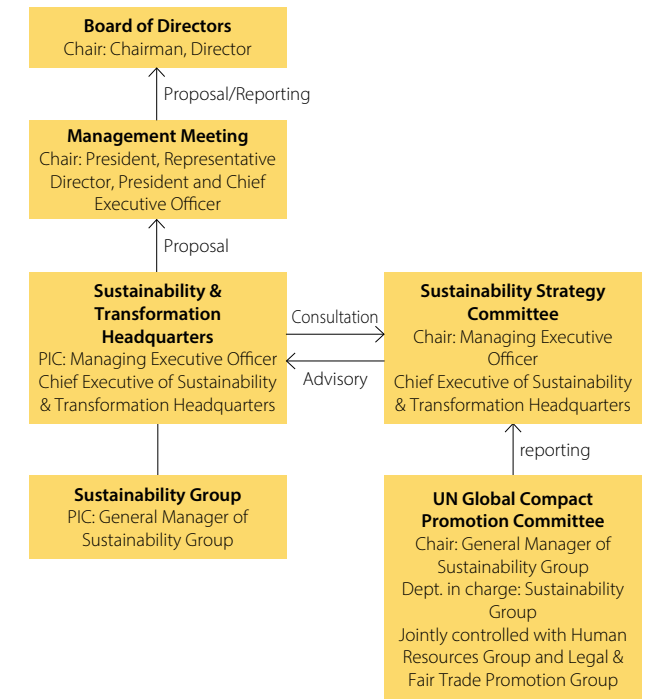 Board of Directors
Chair: Chairman, Director
Proposal/Reporting
Management Meeting
Chair: President, Representative
Director, President and Chief
Executive Officer
Proposal
Sustainability &
Transformation
Headquarters
PIC: Managing Executive Officer
Chief Executive of Sustainability
& Transformation Headquarters
Consultation
Advisory
Sustainability Strategy
Committee
Chair: Managing Executive
Officer
Chief Executive of Sustainability
& Transformation Headquarters
reporting
Sustainability Group
PIC: General Manager of
Sustainability Group
UN Global Compact
Promotion Committee
Chair: General Manager of
Sustainability Group
Dept. in charge: Sustainability
Group
Jointly controlled with Human
Resources Group and Legal &
Fair Trade Promotion Group